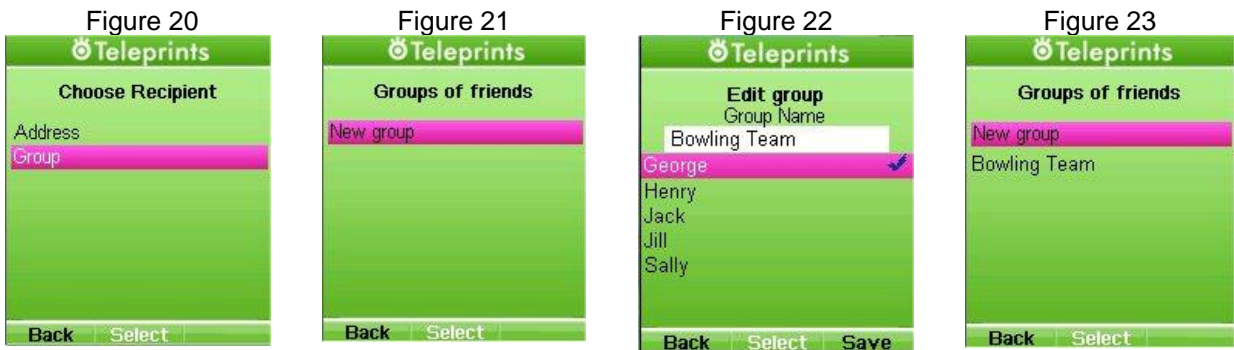 Figure 20
Teleprints
Choose Recipient
Address
Group
Back Select
Figure 21
Teleprints
Groups of friends
New group
Back Select
Figure 22
Teleprints
Edit group
Group Name
Bowling Team
George
Henry
Jack
Jill
Sally
Back Select Save
Figure 23
Teleprints
Groups of friends
New group
Bowling Team
Back Select